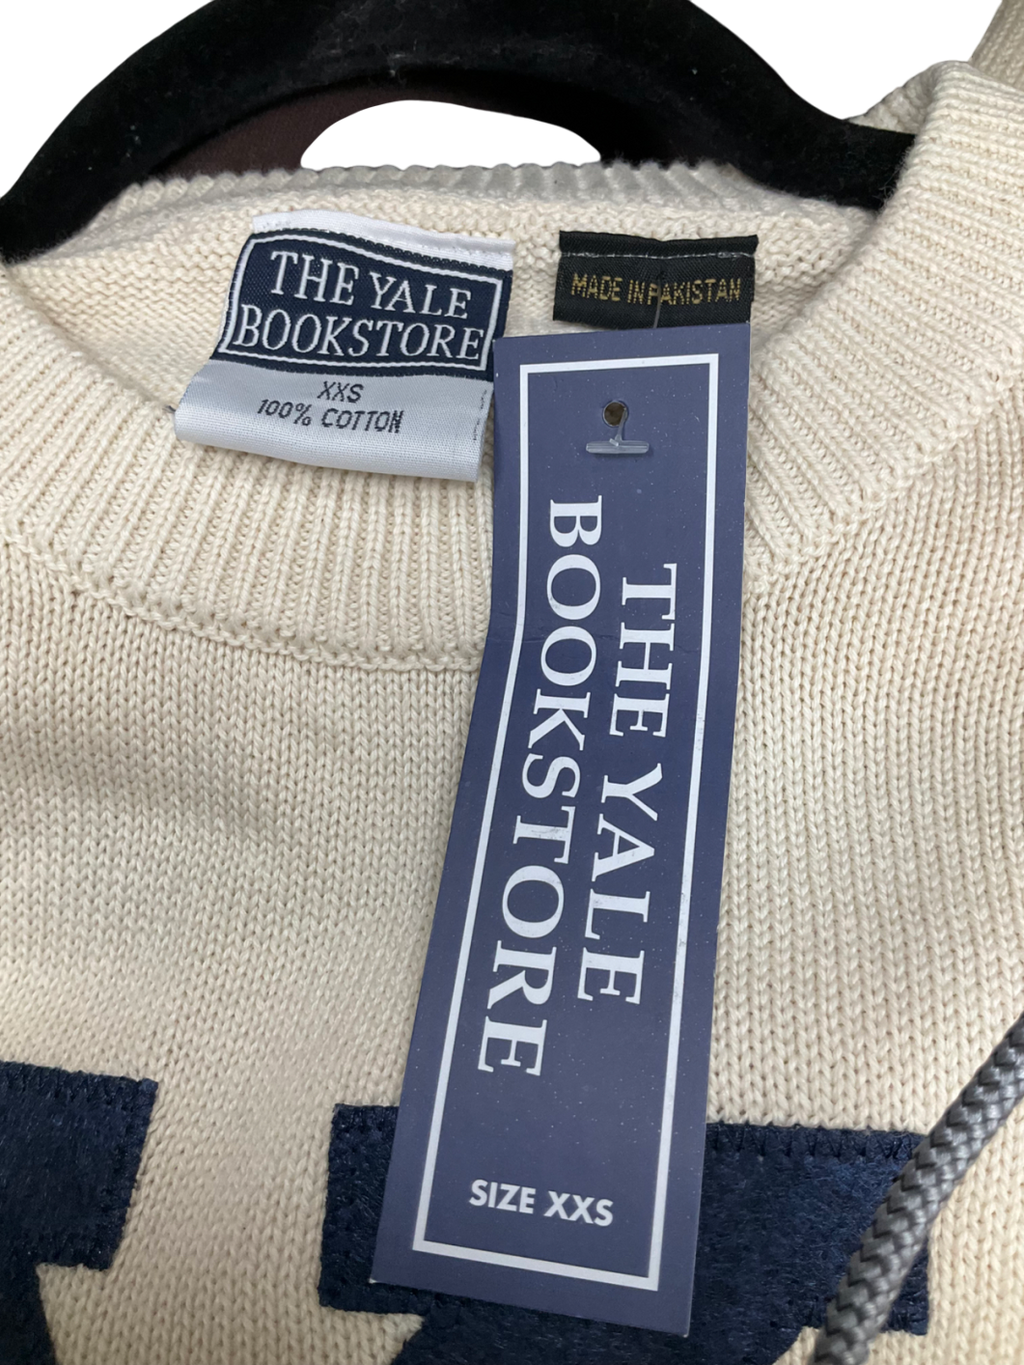 THE YALE
BOOKSTORE
XXS
100% COTTON
MADE IN PAKISTAN
THE YALE
BOOKSTORE
SIZE XXS